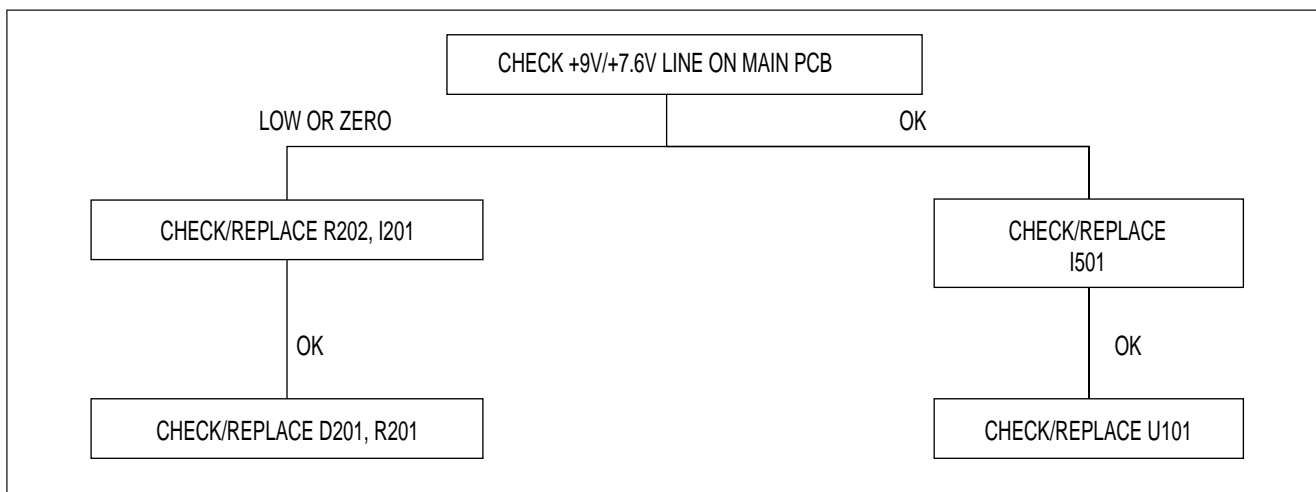 CHECK +9V/+7.6V LINE ON MAIN PCB
LOW OR ZERO
OK
CHECK/REPLACE R202, I201
CHECK/REPLACE
I501
OK
OK
CHECK/REPLACE D201, R201
CHECK/REPLACE U101